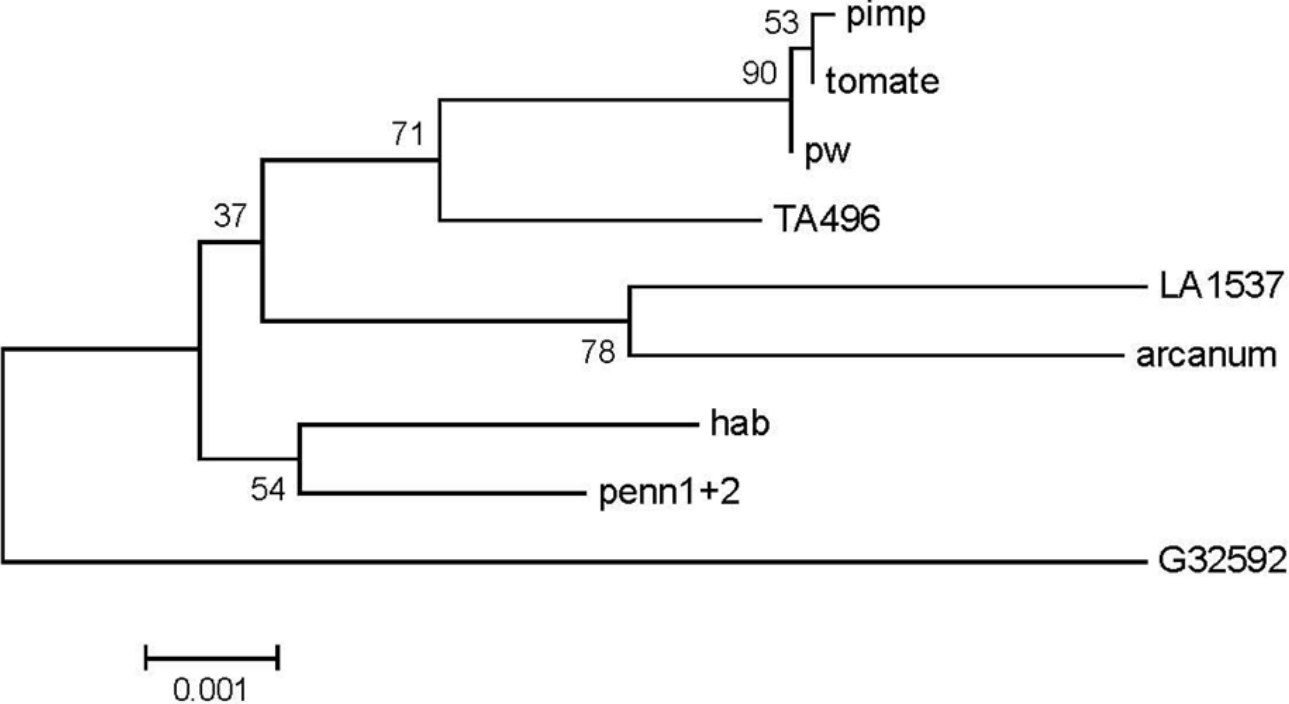 pimp
53
tomate
90
71
pw
37
TA496
LA1537
78
arcanum
hab
54
penn1+2
G32592
0.001